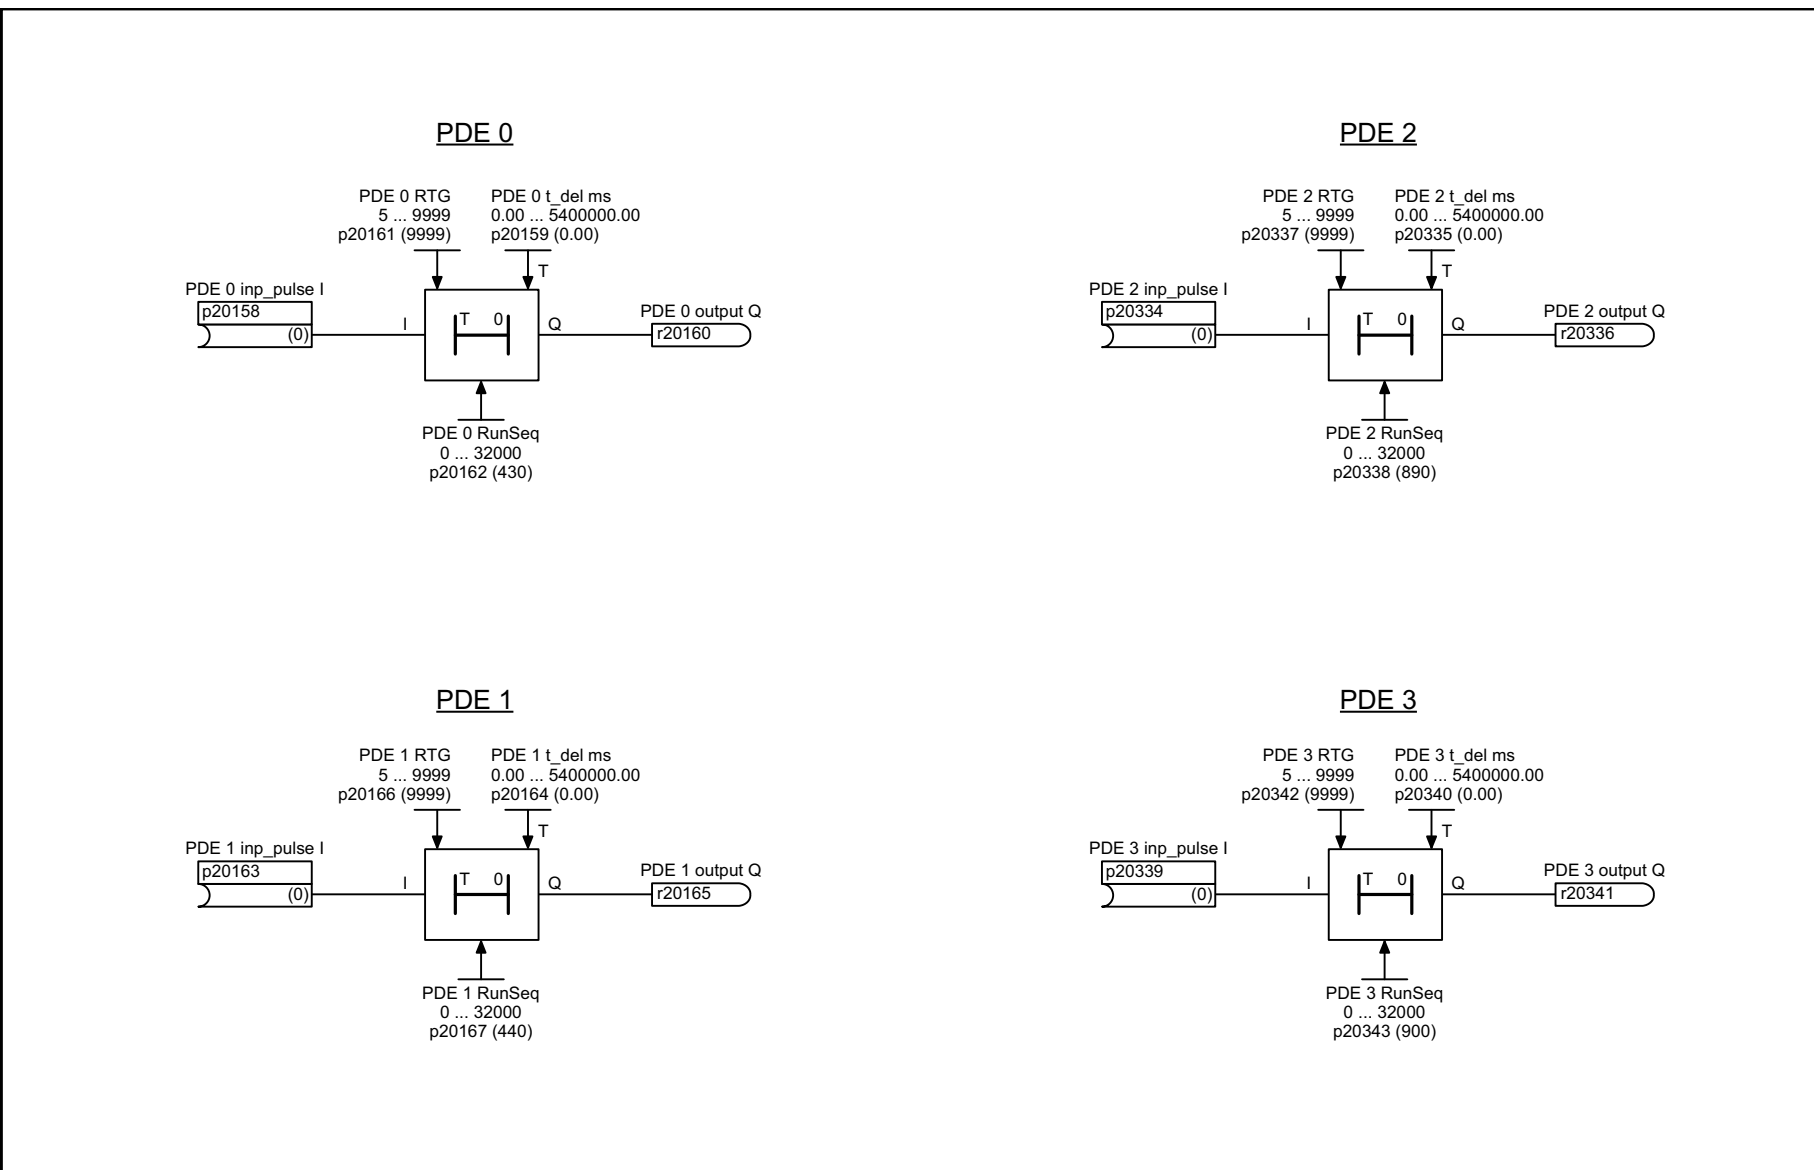 PDE 0
PDE 0 RTG
5 ... 9999
p20161 (9999)
PDE 0 t_del ms
0.00 ... 5400000.00
p20159 (0.00)
T
PDE 0 inp_pulse I
p20158
(0)
I
T 0
Q
PDE 0 output Q
r20160
PDE 0 RunSeq
0 ... 32000
p20162 (430)
PDE 2
PDE 2 RTG
5 ... 9999
p20337 (9999)
PDE 2 t_del ms
0.00 ... 5400000.00
p20335 (0.00)
T
PDE 2 inp_pulse I
p20334
(0)
I
T 0
Q
PDE 2 output Q
r20336
PDE 2 RunSeq
0 ... 32000
p20338 (890)
PDE 1
PDE 1 RTG
5 ... 9999
p20166 (9999)
PDE 1 t_del ms
0.00 ... 5400000.00
p20164 (0.00)
T
PDE 1 inp_pulse I
p20163
(0)
I
T 0
Q
PDE 1 output Q
r20165
PDE 1 RunSeq
0 ... 32000
p20167 (440)
PDE 3
PDE 3 RTG
5 ... 9999
p20342 (9999)
PDE 3 t_del ms
0.00 ... 5400000.00
p20340 (0.00)
T
PDE 3 inp_pulse I
p20339
(0)
I
T 0
Q
PDE 3 output Q
r20341
PDE 3 RunSeq
0 ... 32000
p20343 (900)